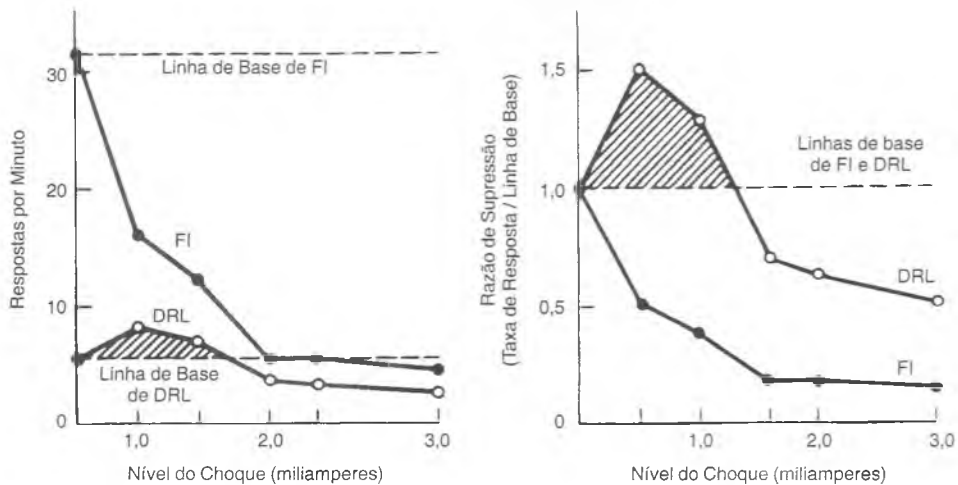 Respostas por Minuto
30
20
10
0
Linha de Base de FI
FI
DRL
Linha de Base
de DRL
1,0
2,0
3,0
Nível do Choque (miliamperes)
Razão de Supressão
(Taxa de Resposta / Linha de Base)
1,5
1,0
0,5
0
Linhas de base
de FI e DRL
DRL
FI
1,0
2,0
3,0
Nível do Choque (miliamperes)